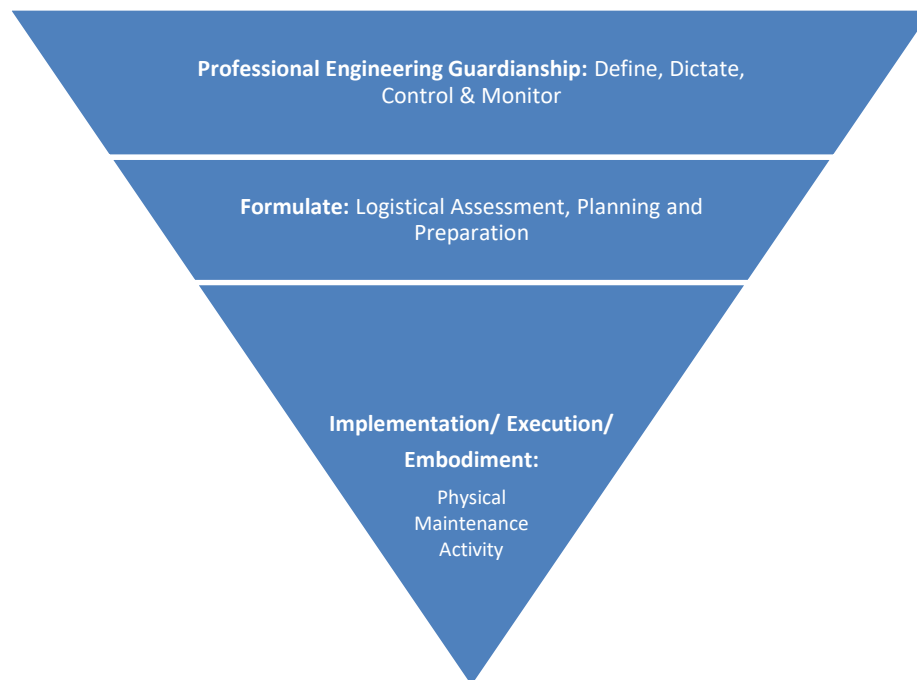 Professional Engineering Guardianship: Define, Dictate,
Control & Monitor
Formulate: Logistical Assessment, Planning and
Preparation
Implementation/ Execution/
Embodiment:
Physical
Maintenance
Activity